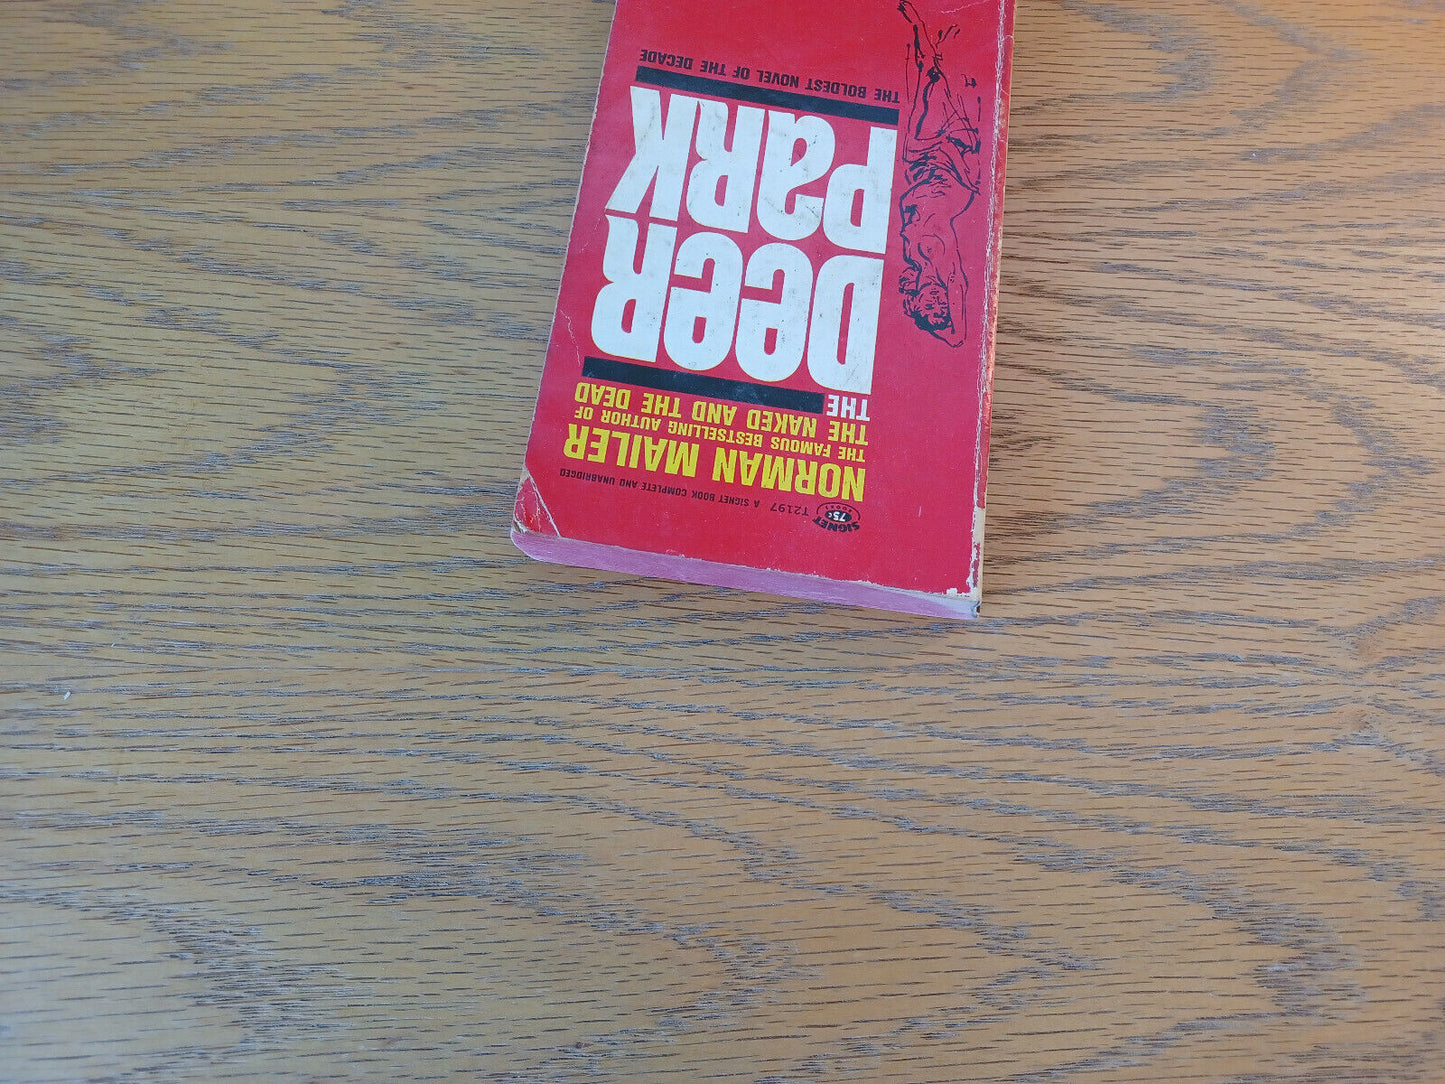 SIGNET
BOOKS
75¢
T2197 A SIGNET BOOK COMPLETE AND UNABRIDGED
NORMAN MAILER
THE FAMOUS BESTSELLING AUTHOR OF
THE NAKED AND THE DEAD
THE
DeeR
PaRK
THE BOLDEST NOVEL OF THE DECADE